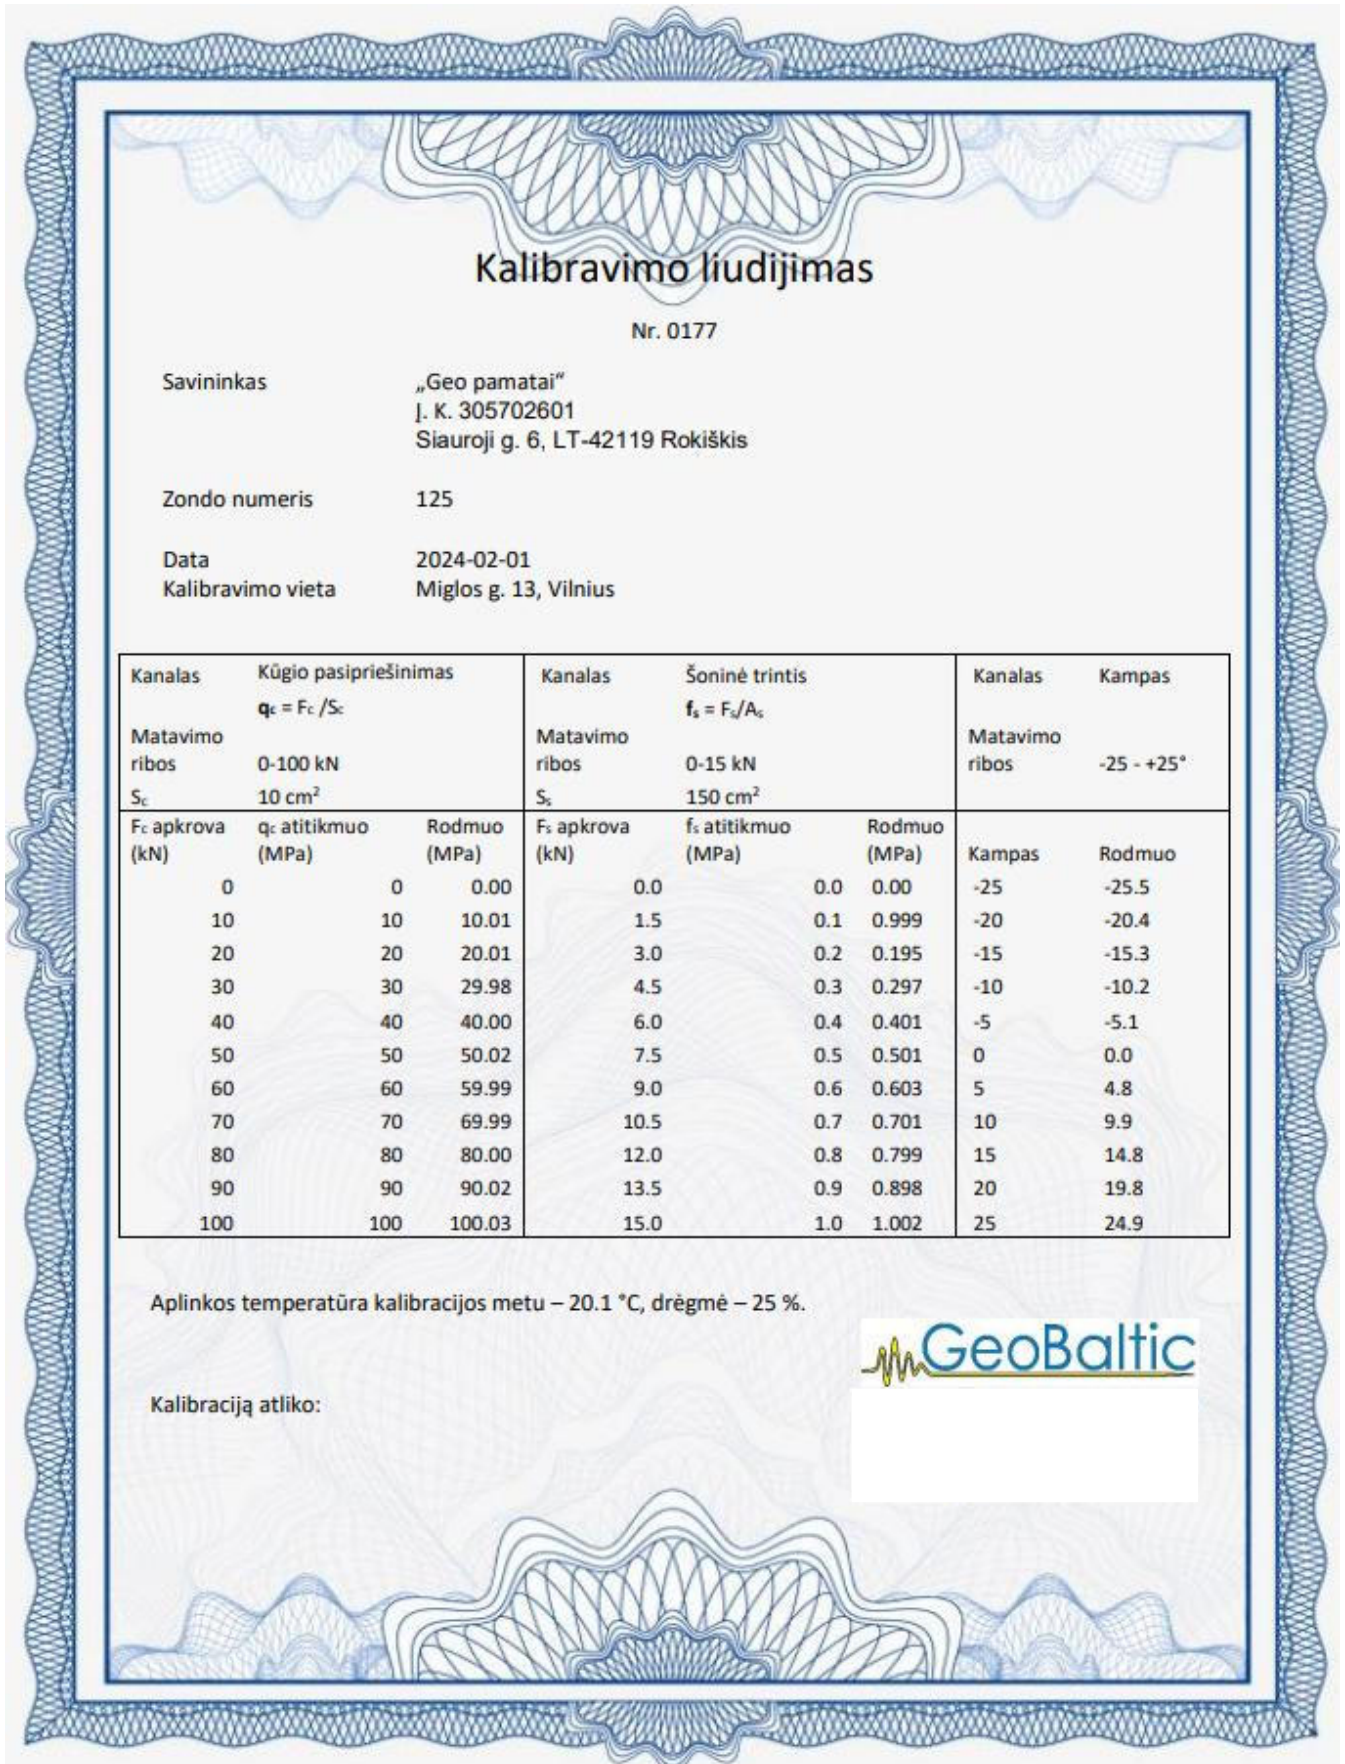 Kalibravimo liudijimas
Nr. 0177
Savininkas „Geo pamatai“
Į. K. 305702601
Siauroji g. 6, LT-42119 Rokiškis
Zondo numeris 125
Data 2024-02-01
Kalibravimo vieta Miglos g. 13, Vilnius
Kanalas Kūgio pasipriešinimas Kanalas Šoninė trintis Kanalas Kampas
qc = Fc /Sc fs = Fs/As
Matavimo Matavimo Matavimo
ribos 0-100 kN ribos 0-15 kN ribos -25 - +25°
Sc 10 cm² Ss 150 cm²
Fc apkrova qc atitikmuo Rodmuo Fs apkrova fs atitikmuo Rodmuo
(kN) (MPa) (MPa) (kN) (MPa) (MPa) Kampas Rodmuo
0 0 0.00 0.0 0.0 0.00 -25 -25.5
10 10 10.01 1.5 0.1 0.999 -20 -20.4
20 20 20.01 3.0 0.2 0.195 -15 -15.3
30 30 29.98 4.5 0.3 0.297 -10 -10.2
40 40 40.00 6.0 0.4 0.401 -5 -5.1
50 50 50.02 7.5 0.5 0.501 0 0.0
60 60 59.99 9.0 0.6 0.603 5 4.8
70 70 69.99 10.5 0.7 0.701 10 9.9
80 80 80.00 12.0 0.8 0.799 15 14.8
90 90 90.02 13.5 0.9 0.898 20 19.8
100 100 100.03 15.0 1.0 1.002 25 24.9
Aplinkos temperatūra kalibracijos metu – 20.1 °C, drėgmė – 25 %.
GeoBaltic
Kalibraciją atliko: